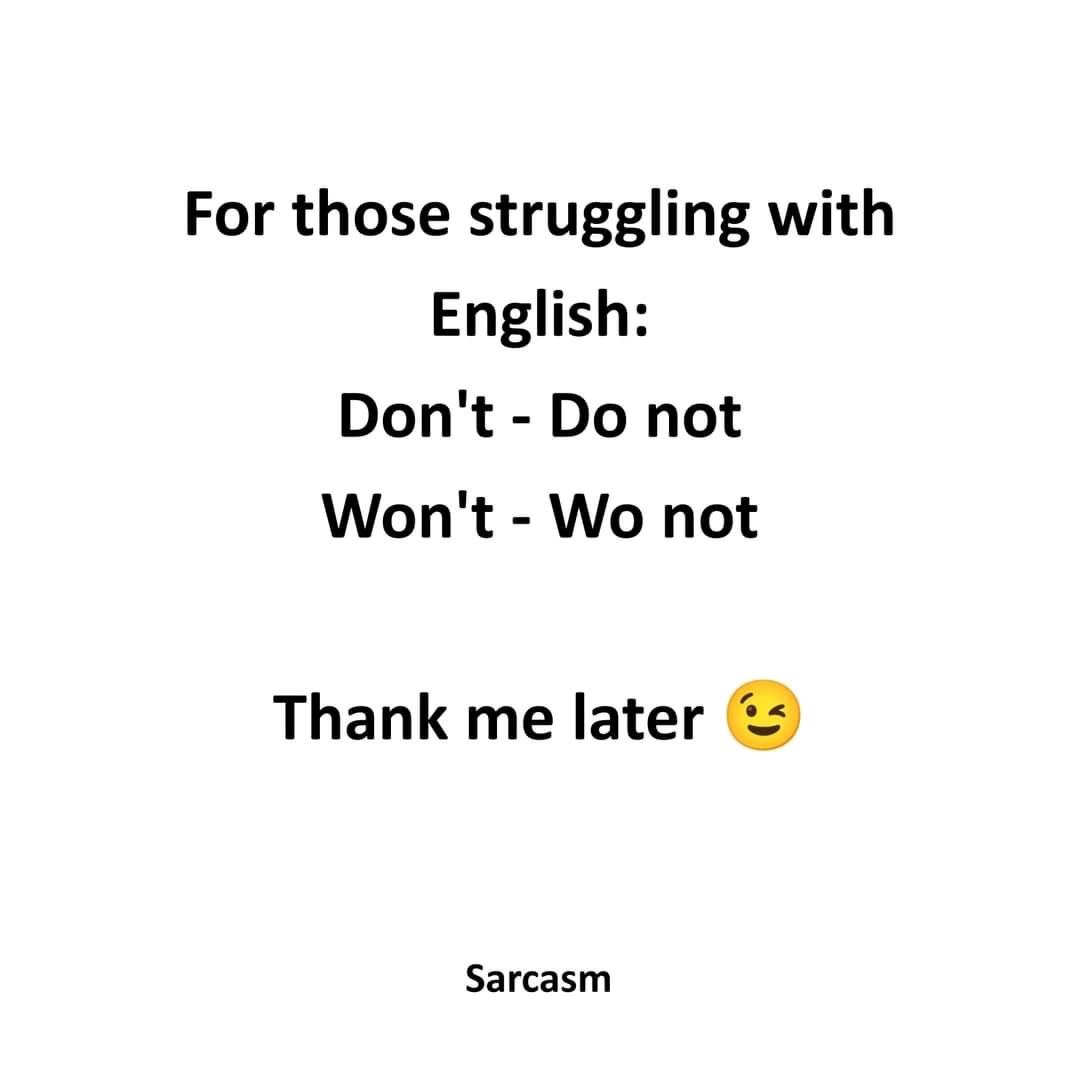 For those struggling with
English:
Don't - Do not
Won't - Wo not
Thank me later 😉
Sarcasm